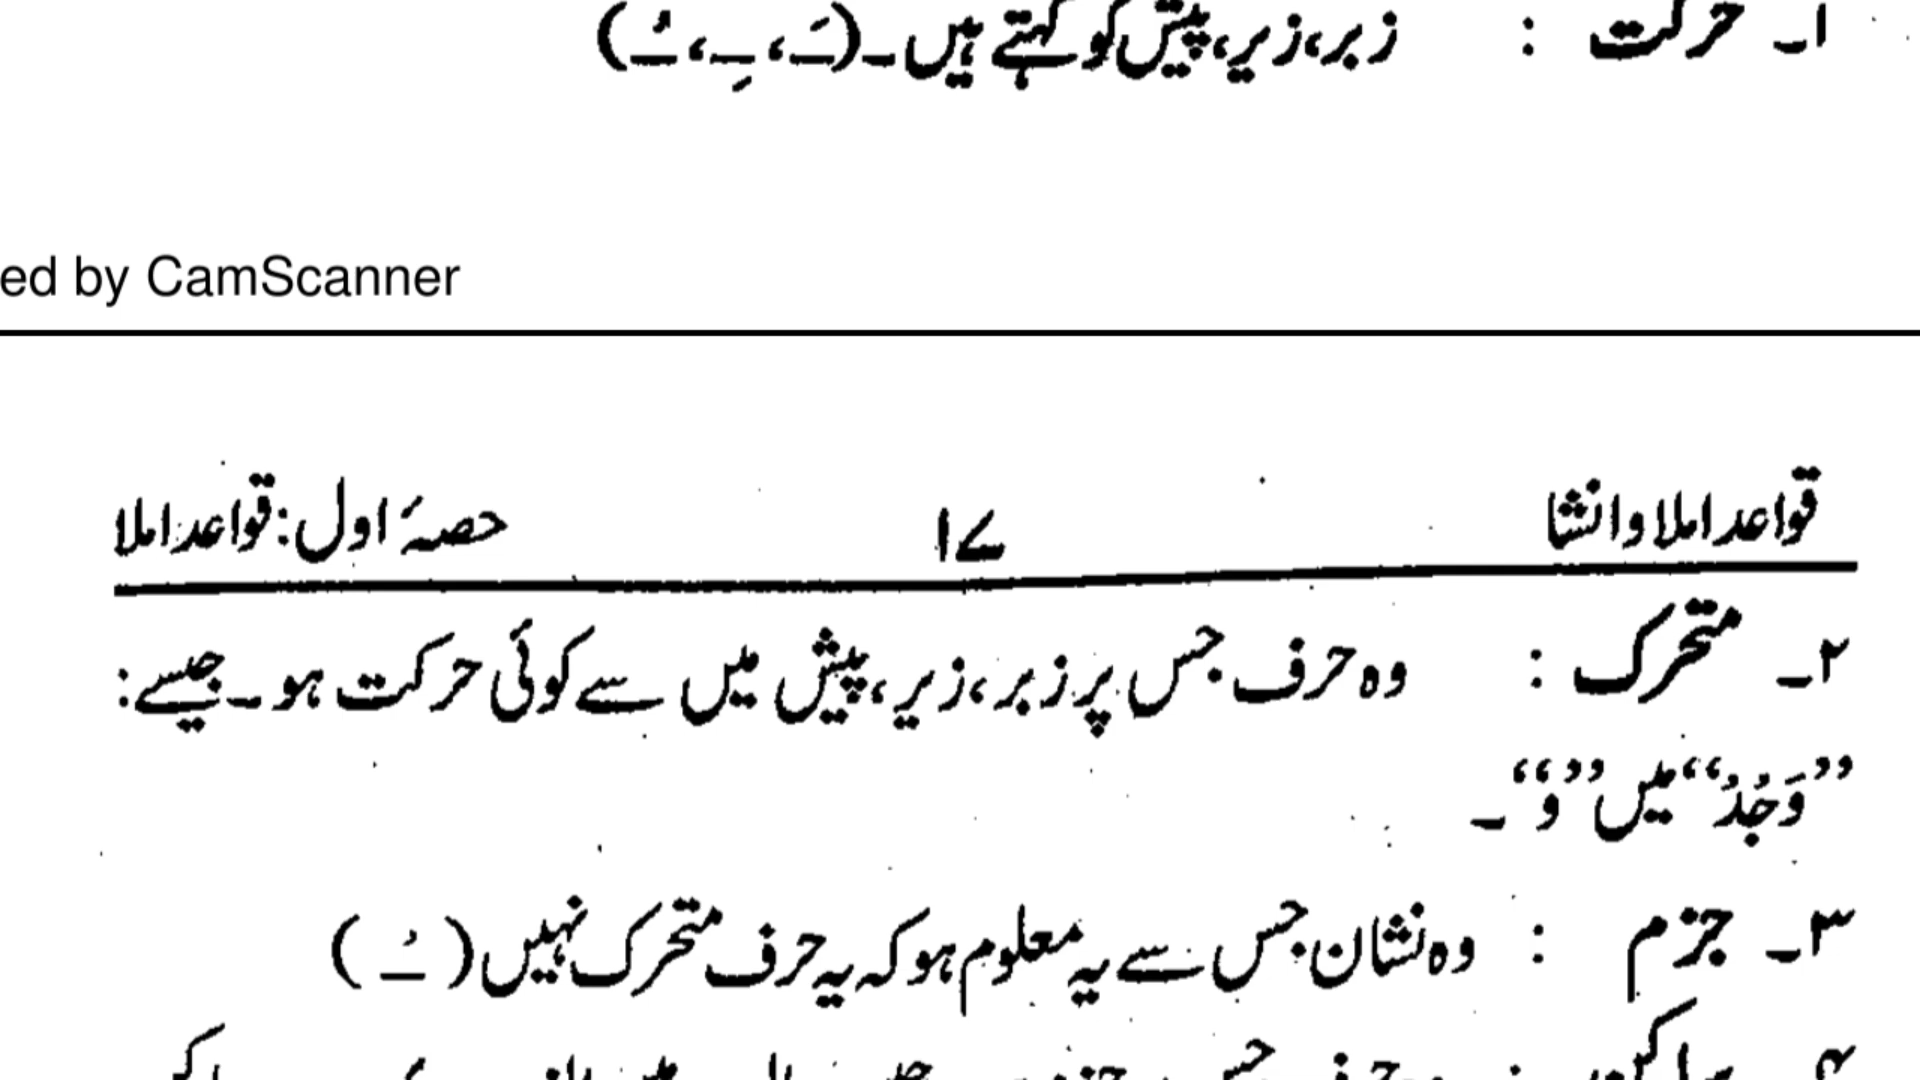 ۱۔ حرکت : زبر، زیر، پیش کو کہتے ہیں۔ (ـَ، ـِ، ـُ)
ed by CamScanner
قواعد املا و انشا ۱۷ حصۂ اول: قواعد املا
۲۔ متحرک : وہ حرف جس پر زبر، زیر، پیش میں سے کوئی حرکت ہو۔ جیسے:
”وَجُدُ“ میں ”و“۔
۳۔ جزم : وہ نشان جس سے یہ معلوم ہو کہ یہ حرف متحرک نہیں (ـْ)